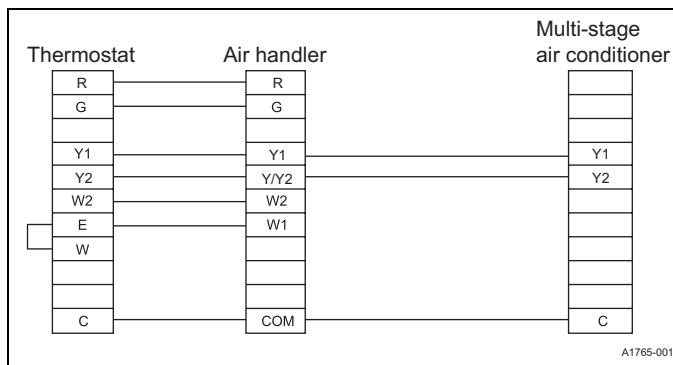 Multi-stage
Thermostat Air handler air conditioner
R R
G G
Y1 Y1 Y1
Y2 Y/Y2 Y2
W2 W2
E W1
W
C COM C
A1765-001